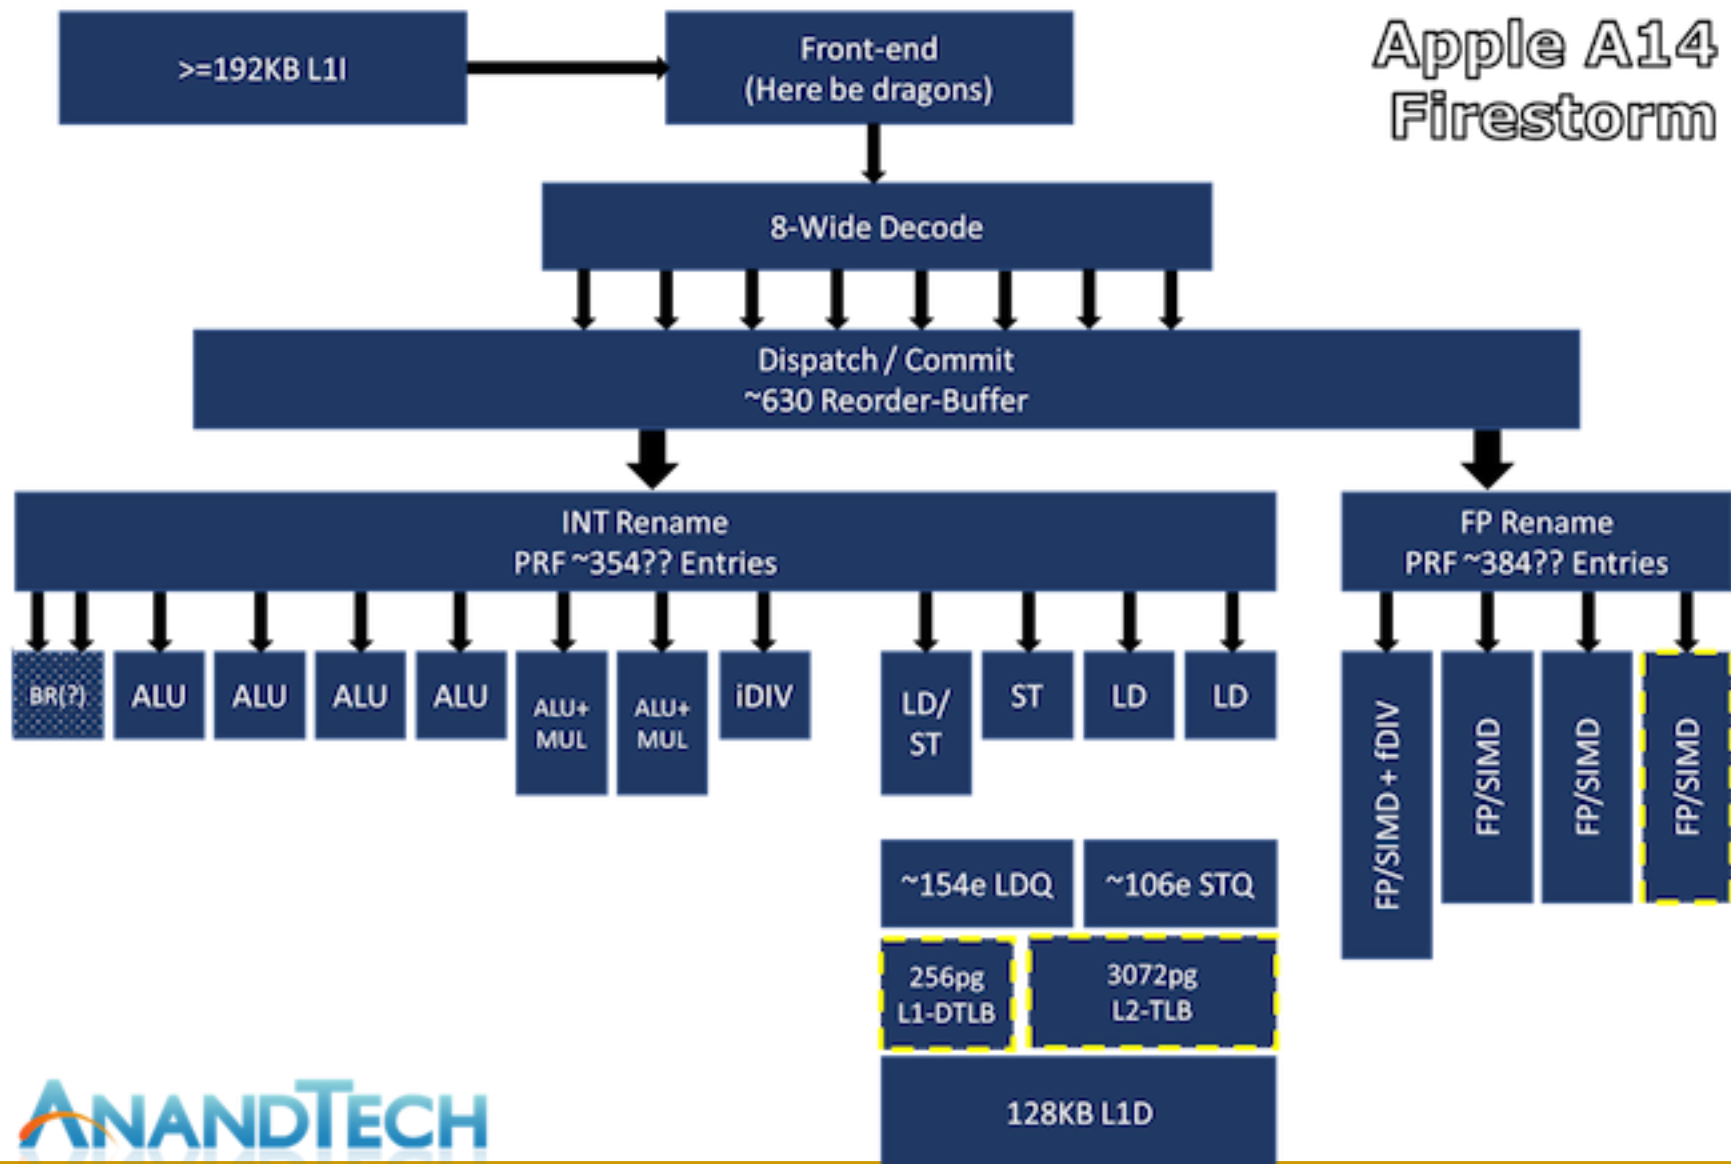 Apple A14
Firestorm
>=192KB L1I
Front-end
(Here be dragons)
8-Wide Decode
Dispatch / Commit
~630 Reorder-Buffer
INT Rename
PRF ~354?? Entries
FP Rename
PRF ~384?? Entries
BR(?)
ALU
ALU
ALU
ALU
ALU+
MUL
ALU+
MUL
iDIV
LD/
ST
ST
LD
LD
FP/SIMD + fDIV
FP/SIMD
FP/SIMD
FP/SIMD
~154e LDQ
~106e STQ
256pg
L1-DTLB
3072pg
L2-TLB
128KB L1D
ANANDTECH